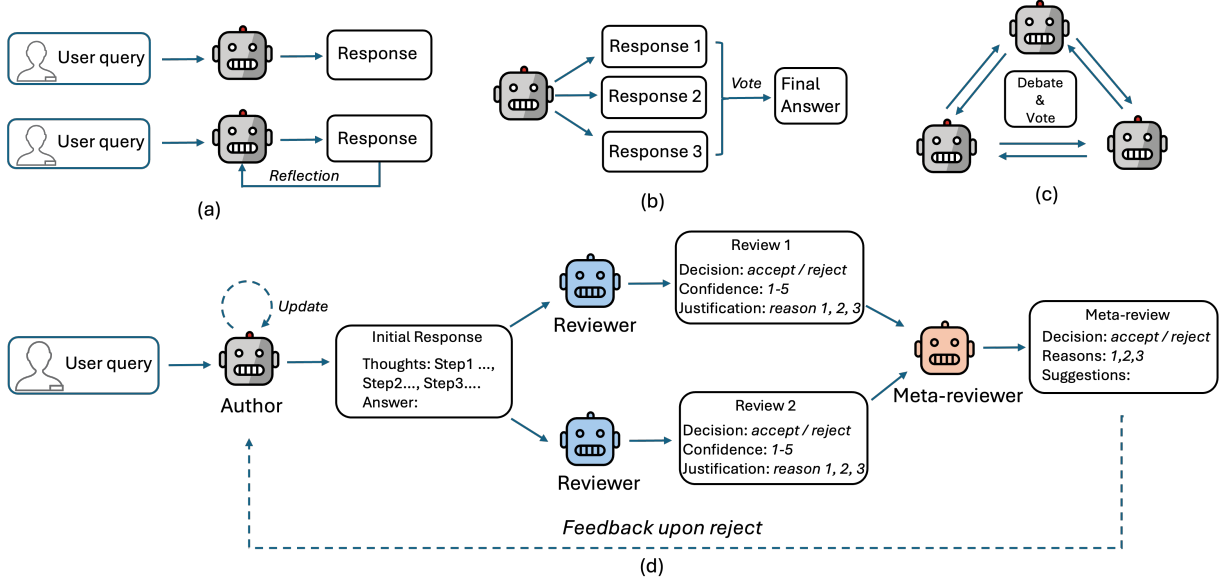 User query
Response
User query
Response
Reflection
(a)
Response 1
Response 2
Response 3
Vote
Final
Answer
(b)
Debate
&
Vote
(c)
User query
Update
Author
Initial Response
Thoughts: Step1 ...,
Step2..., Step3....
Answer:
Reviewer
Review 1
Decision: accept / reject
Confidence: 1-5
Justification: reason 1, 2, 3
Reviewer
Review 2
Decision: accept / reject
Confidence: 1-5
Justification: reason 1, 2, 3
Meta-reviewer
Meta-review
Decision: accept / reject
Reasons: 1,2,3
Suggestions:
Feedback upon reject
(d)